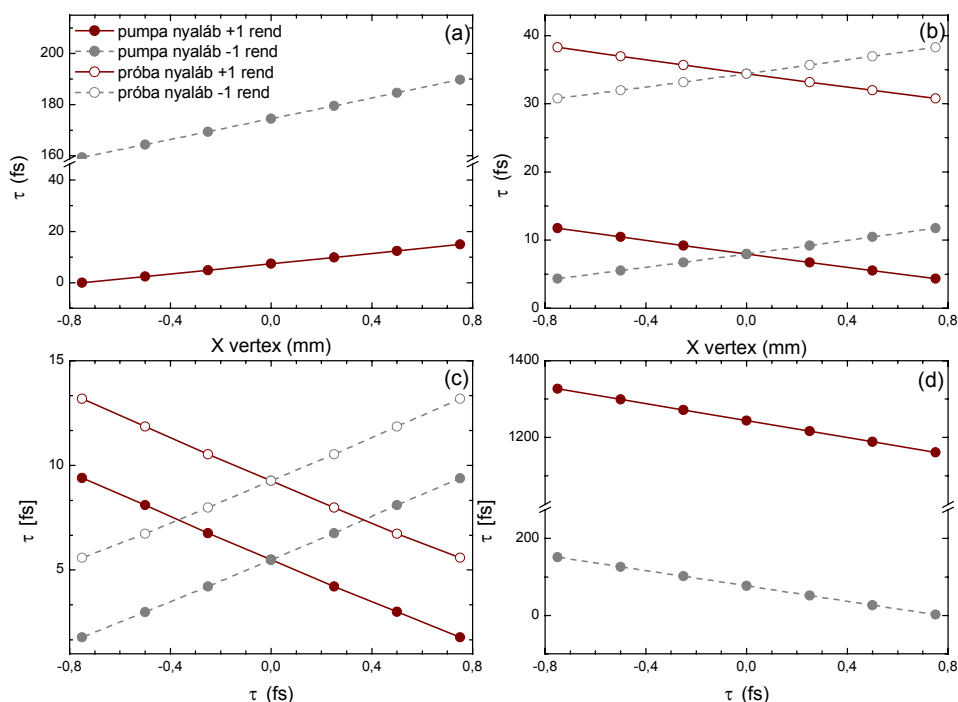 (a)
pumpa nyaláb +1 rend
pumpa nyaláb -1 rend
próba nyaláb +1 rend
próba nyaláb -1 rend
210
200
190
180
160
20
10
0
τ (fs)
-0,8
-0,4
0,0
0,4
0,8
X vertex (mm)
(b)
40
30
20
10
0
τ (fs)
-0,8
-0,4
0,0
0,4
0,8
X vertex (mm)
(c)
15
10
5
τ [fs]
-0,8
-0,4
0,0
0,4
0,8
τ (fs)
(d)
1400
1200
200
0
τ [fs]
-0,8
-0,4
0,0
0,4
0,8
τ (fs)